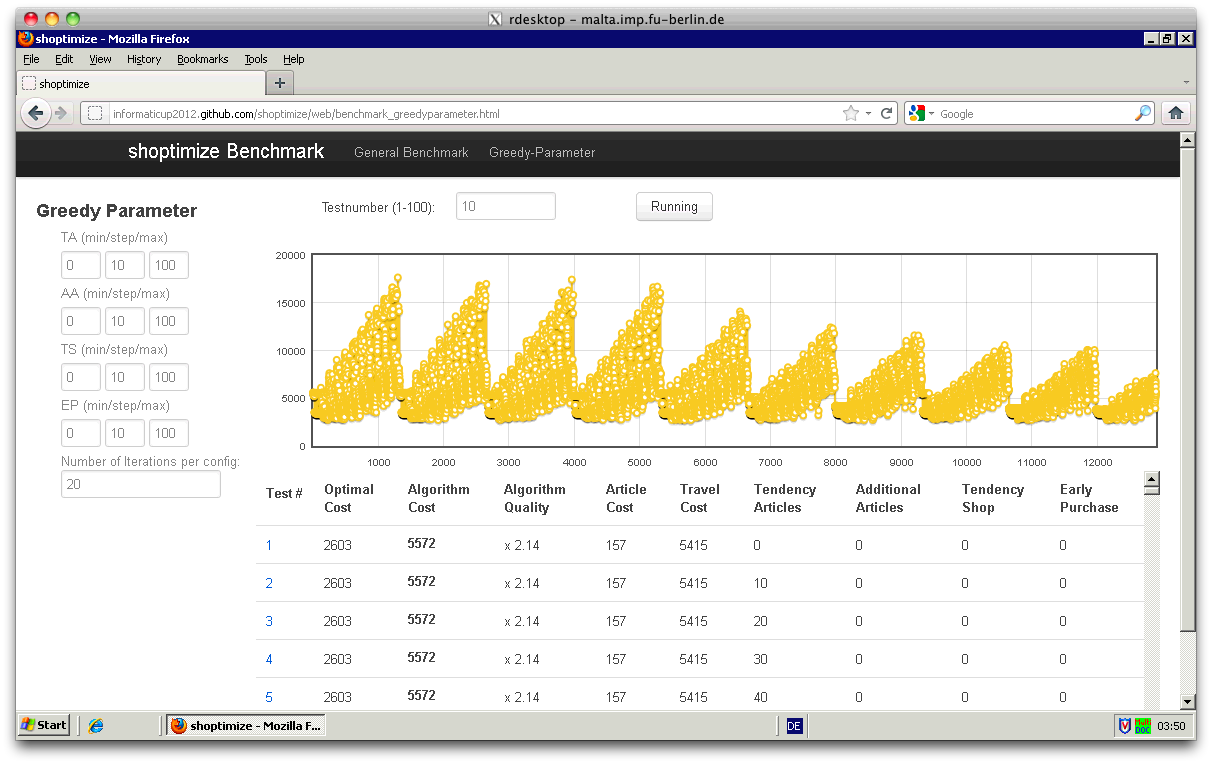 rdesktop – malta.imp.fu-berlin.de
shoptimize - Mozilla Firefox
File Edit View History Bookmarks Tools Help
shoptimize
informaticup2012.github.com/shoptimize/web/benchmark_greedyparameter.html
Google
shoptimize Benchmark General Benchmark Greedy-Parameter
Greedy Parameter
TA (min/step/max)
0 10 100
AA (min/step/max)
0 10 100
TS (min/step/max)
0 10 100
EP (min/step/max)
0 10 100
Number of Iterations per config:
20
Testnumber (1-100): 10 Running
20000
15000
10000
5000
0
1000 2000 3000 4000 5000 6000 7000 8000 9000 10000 11000 12000
Test # Optimal Cost Algorithm Cost Algorithm Quality Article Cost Travel Cost Tendency Articles Additional Articles Tendency Shop Early Purchase
1 2603 5572 x 2.14 157 5415 0 0 0 0
2 2603 5572 x 2.14 157 5415 10 0 0 0
3 2603 5572 x 2.14 157 5415 20 0 0 0
4 2603 5572 x 2.14 157 5415 30 0 0 0
5 2603 5572 x 2.14 157 5415 40 0 0 0
Start
shoptimize - Mozilla F...
DE
03:50